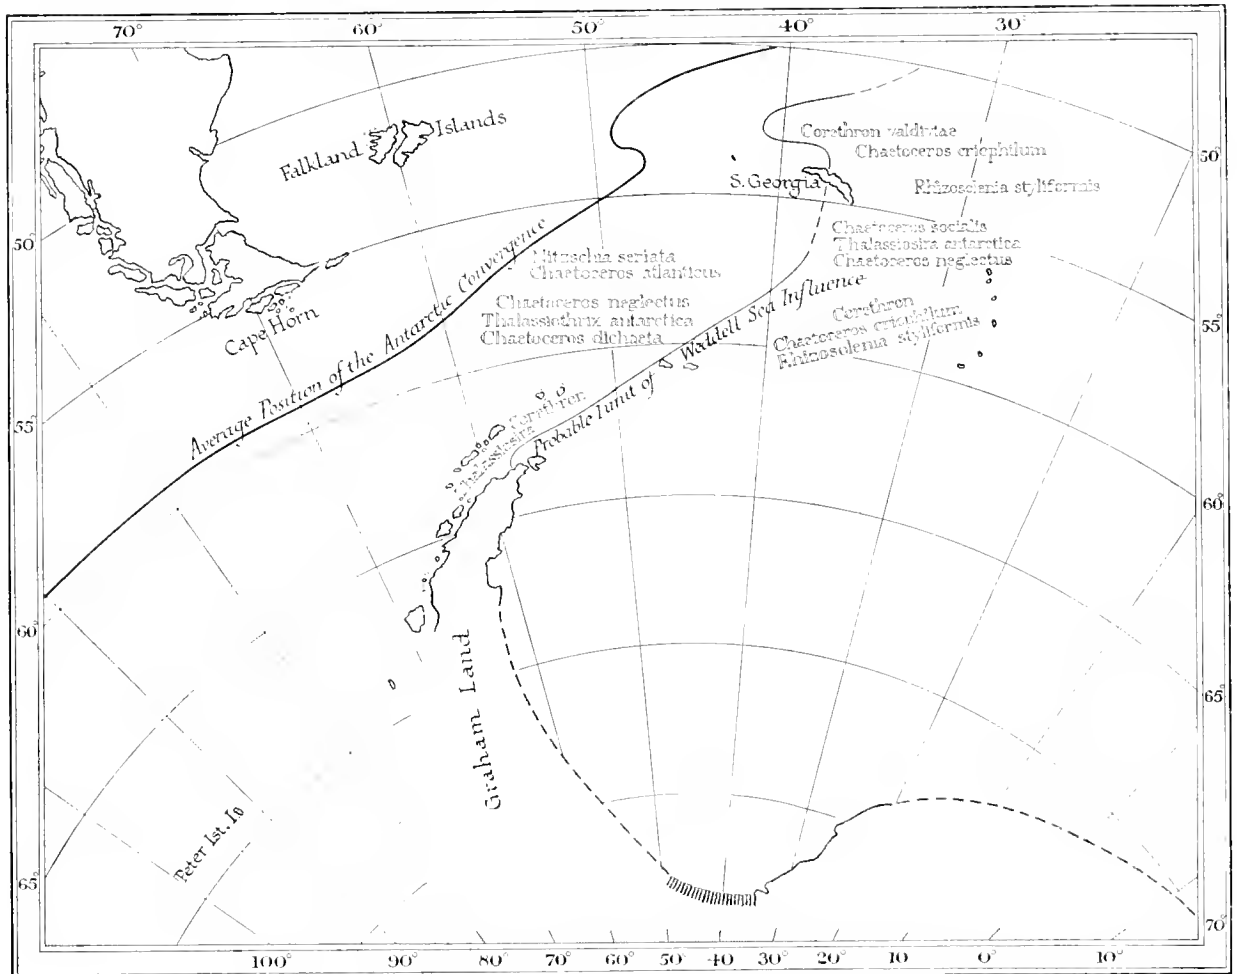 70° 60° 50° 40° 30°
Falkland Islands
Corethron valdiviae
Chaetoceros criophilum
50°
S. Georgia
Rhizosolenia styliformis
50°
Chaetoceros socialis
Thalassiosira antarctica
Chaetoceros neglectus
Nitzschia seriata
Chaetoceros atlanticus
Chaetoceros neglectus
Thalassiothrix antarctica
Chaetoceros dichaeta
Cape Horn
Average Position of the Antarctic Convergence
Probable limit of Weddell Sea Influence
Corethron
Chaetoceros criophilum
Rhizosolenia styliformis
55°
55°
Corethron
Thalassiosira
60°
60°
Graham Land
65°
Peter Ist. Id
65°
70°
100° 90° 80° 70° 60° 50° 40° 30° 20° 10 0° 10°